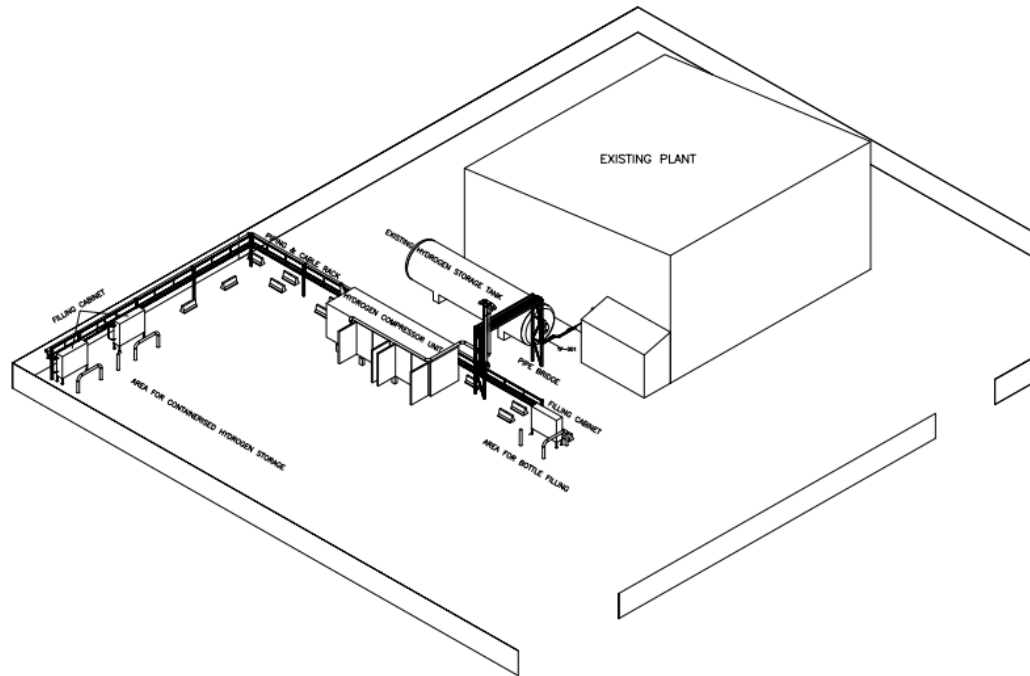 EXISTING PLANT
EXISTING HYDROGEN STORAGE TANK
PIPING & CABLE RACK
HYDROGEN COMPRESSOR UNIT
FILLING CABINET
PIPE BRIDGE
FILLING CABINET
AREA FOR CONTAINERISED HYDROGEN STORAGE
AREA FOR BOTTLE FILLING